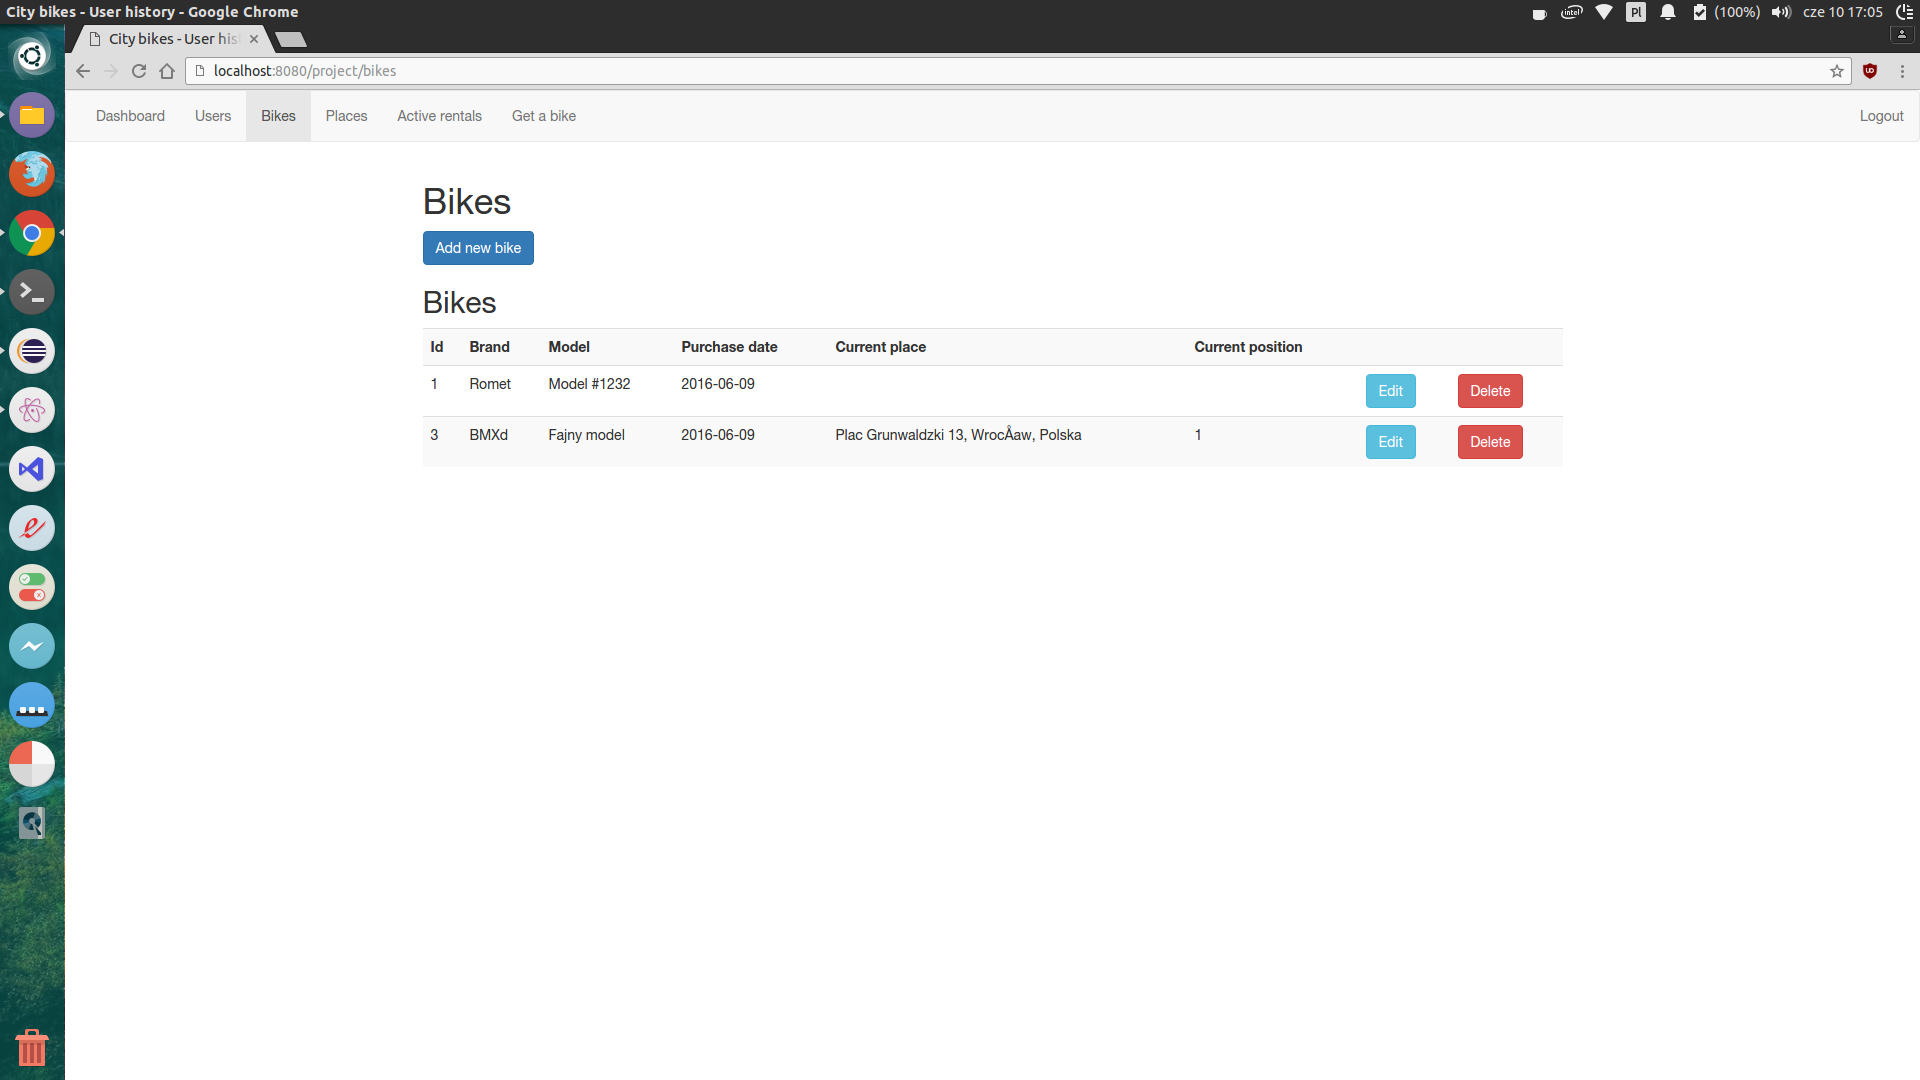 City bikes - User history - Google Chrome
intel Pl (100%) cze 10 17:05
City bikes - User his
localhost:8080/project/bikes
Dashboard Users Bikes Places Active rentals Get a bike Logout
Bikes
Add new bike
Bikes
Id Brand Model Purchase date Current place Current position
1 Romet Model #1232 2016-06-09 Edit Delete
3 BMXd Fajny model 2016-06-09 Plac Grunwaldzki 13, WrocÅaw, Polska 1 Edit Delete